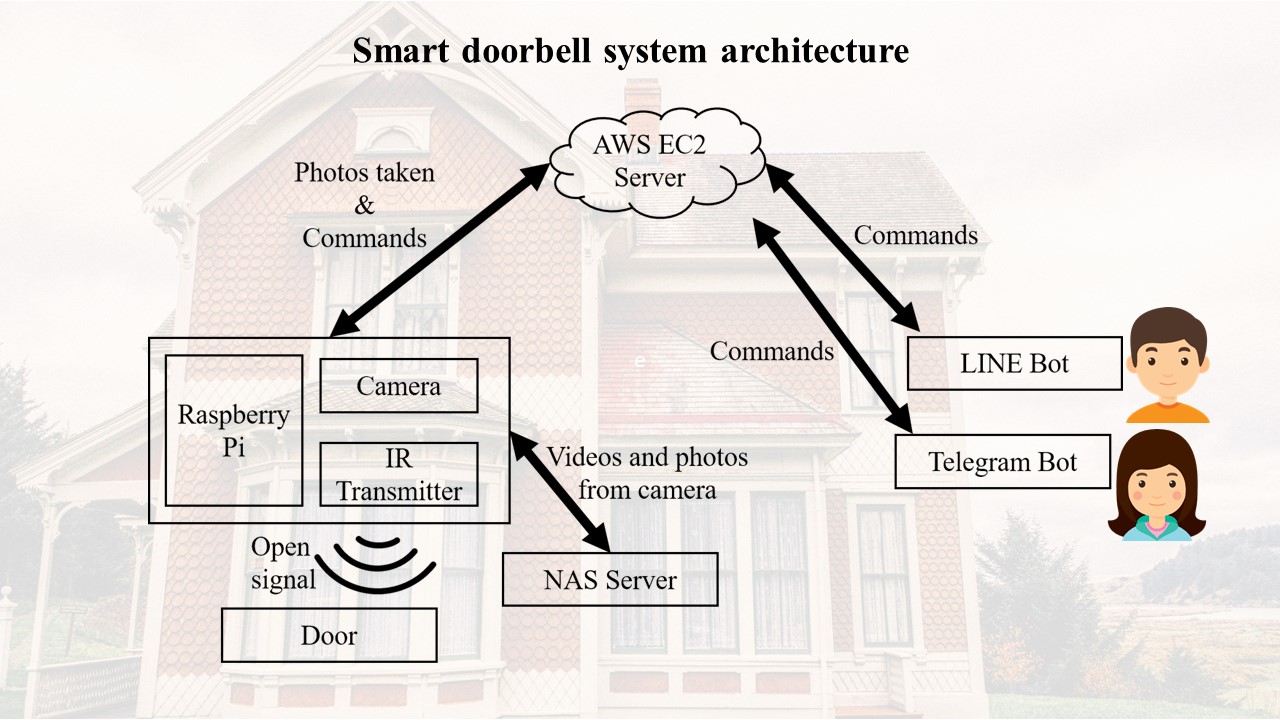 Smart doorbell system architecture
AWS EC2
Server
Photos taken
&
Commands
Commands
Commands
Raspberry
Pi
Camera
IR
Transmitter
LINE Bot
Telegram Bot
Videos and photos
from camera
Open
signal
NAS Server
Door
e